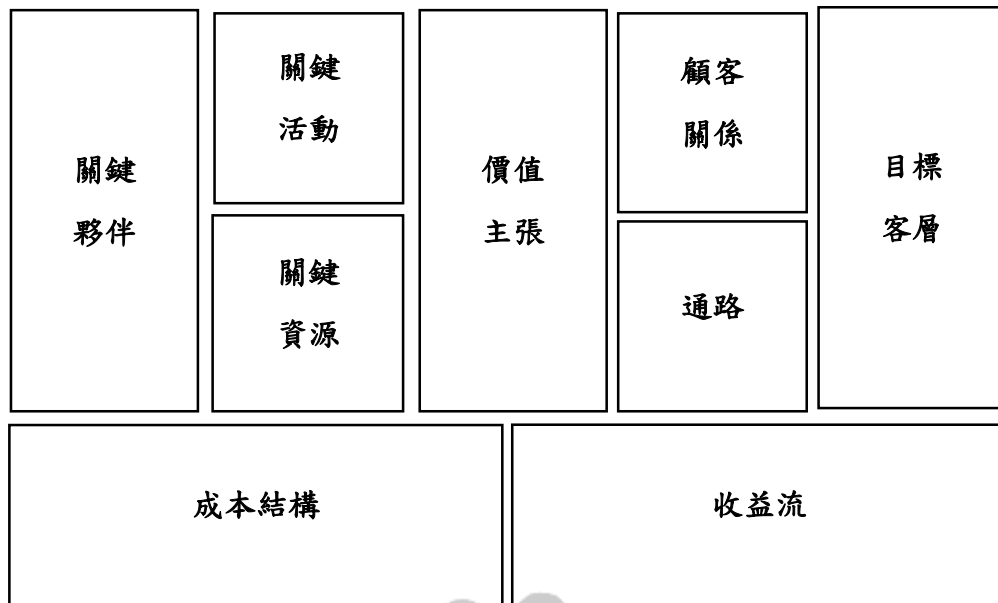 關鍵
夥伴
關鍵
活動
關鍵
資源
價值
主張
顧客
關係
通路
目標
客層
成本結構
收益流